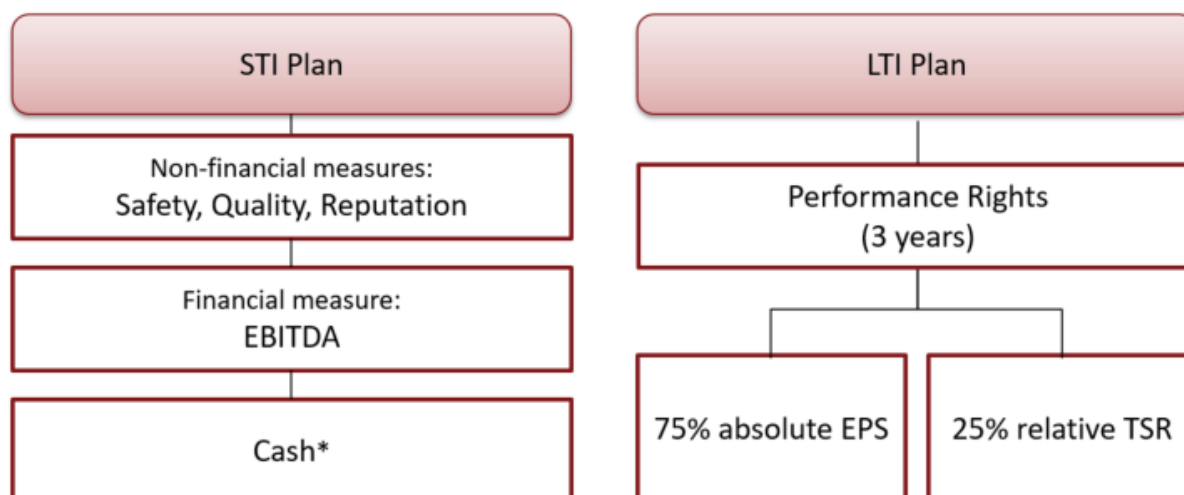 STI Plan
Non-financial measures:
Safety, Quality, Reputation
Financial measure:
EBITDA
Cash*
LTI Plan
Performance Rights
(3 years)
75% absolute EPS
25% relative TSR